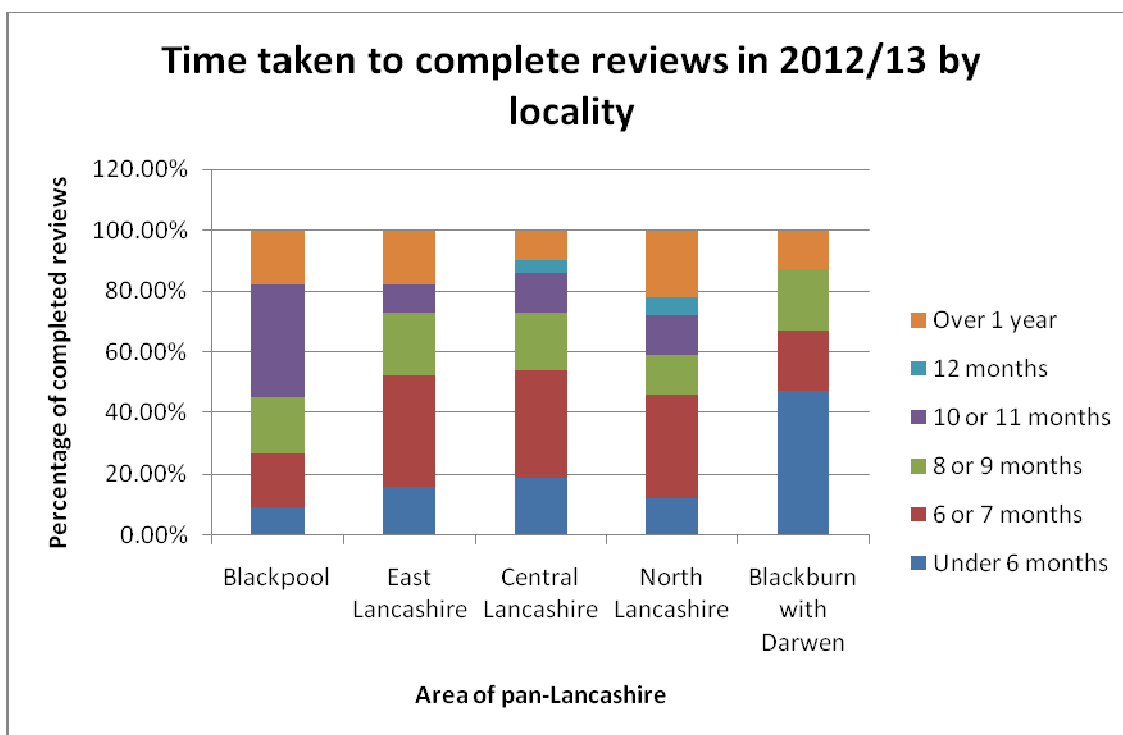 Time taken to complete reviews in 2012/13 by
locality
Percentage of completed reviews
120.00%
100.00%
80.00%
60.00%
40.00%
20.00%
0.00%
Blackpool
East
Lancashire
Central
Lancashire
North
Lancashire
Blackburn
with
Darwen
Area of pan-Lancashire
Over 1 year
12 months
10 or 11 months
8 or 9 months
6 or 7 months
Under 6 months